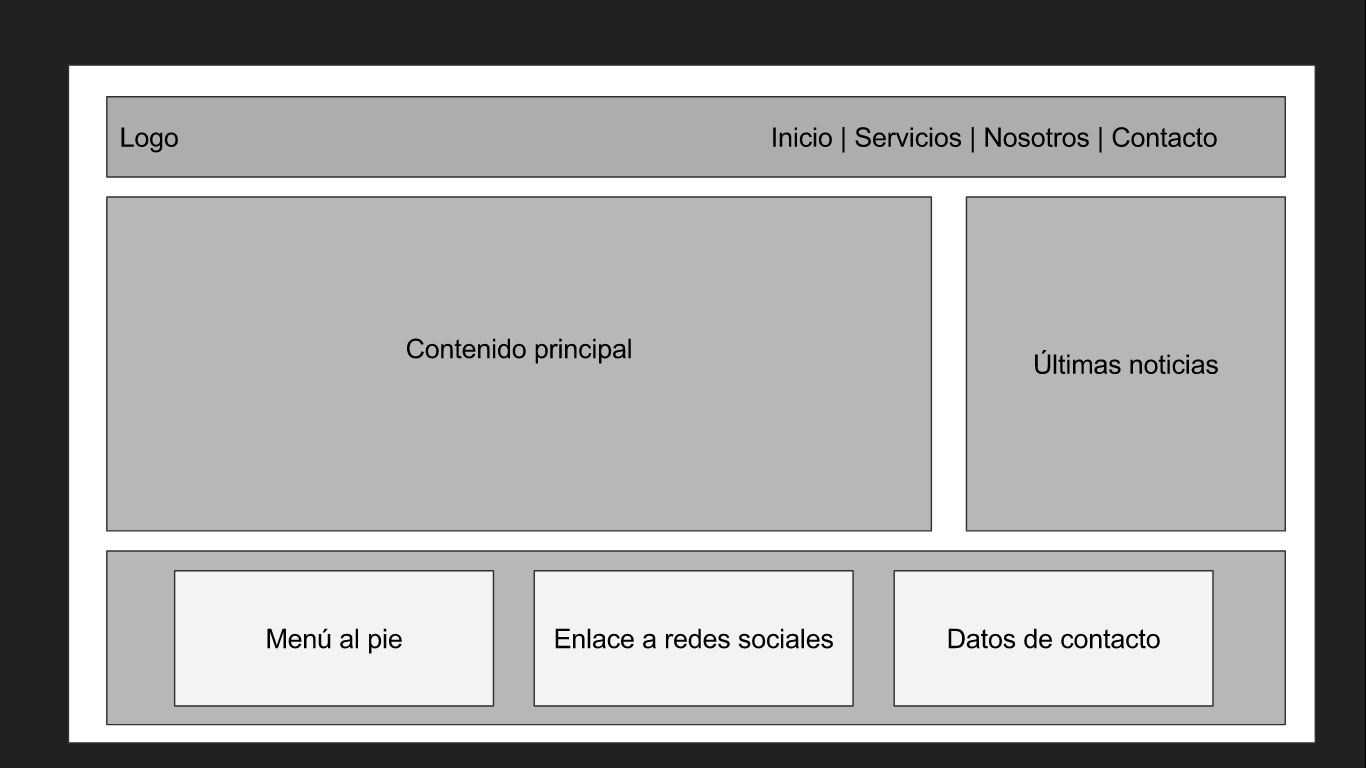 Logo
Inicio | Servicios | Nosotros | Contacto
Contenido principal
Últimas noticias
Menú al pie
Enlace a redes sociales
Datos de contacto